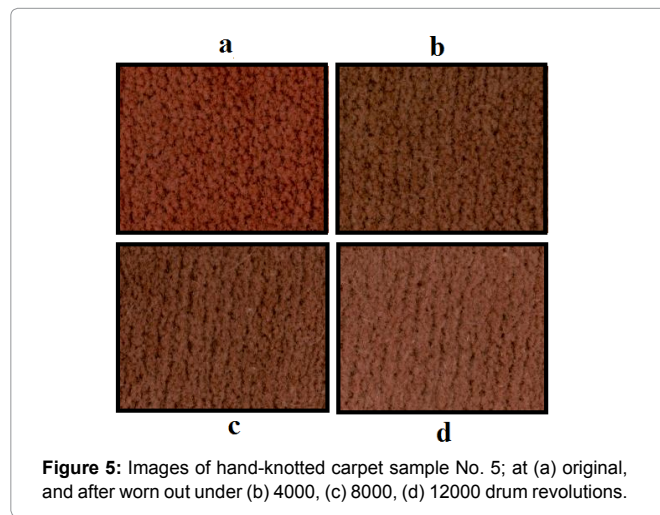 a
b
c
d
Figure 5: Images of hand-knotted carpet sample No. 5; at (a) original,
and after worn out under (b) 4000, (c) 8000, (d) 12000 drum revolutions.